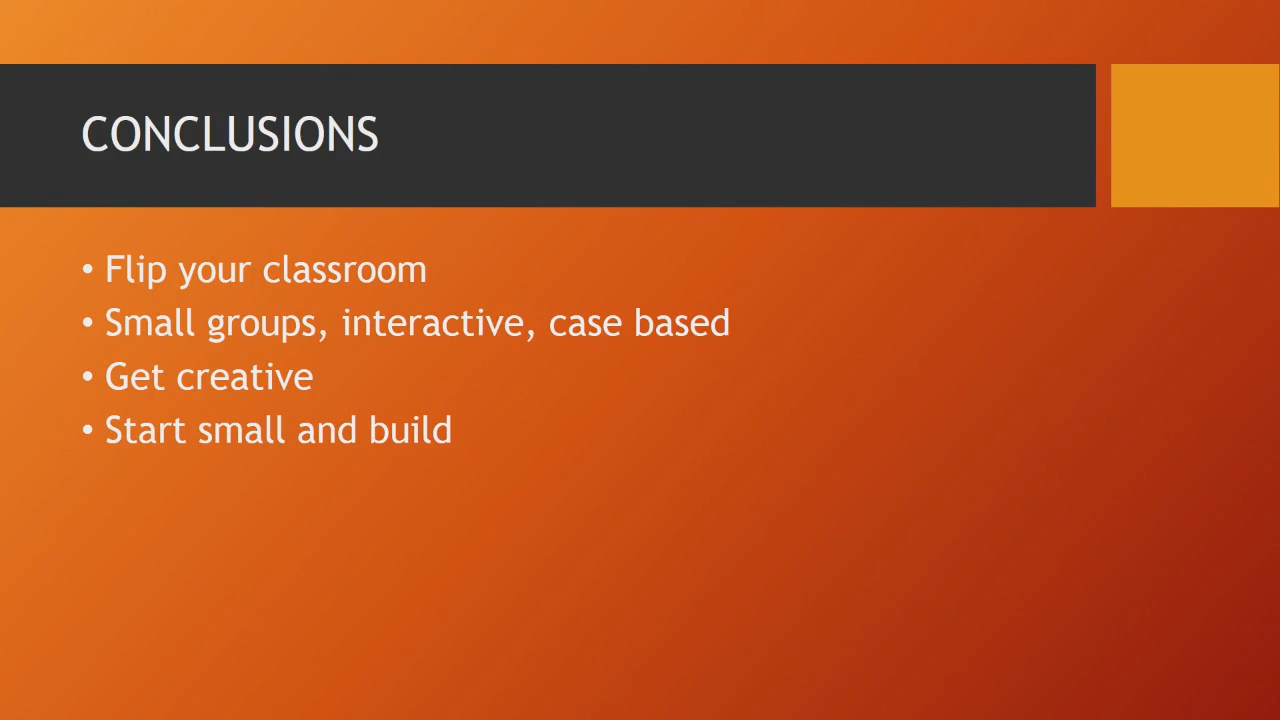 CONCLUSIONS
• Flip your classroom
• Small groups, interactive, case based
• Get creative
• Start small and build